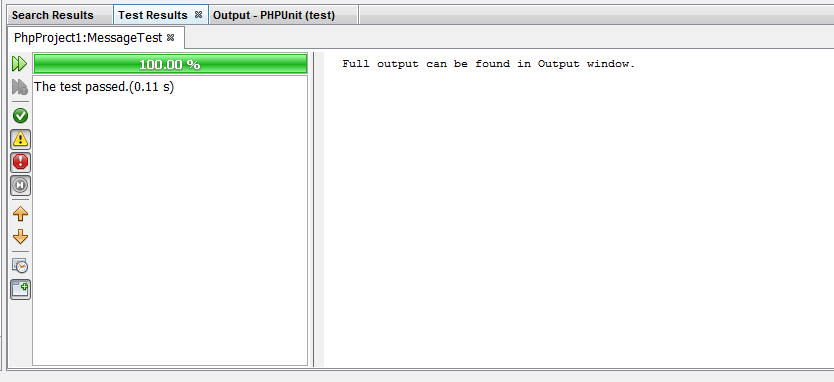 Search Results Test Results Output - PHPUnit (test)
PhpProject1:MessageTest
100.00 %
Full output can be found in Output window.
The test passed.(0.11 s)